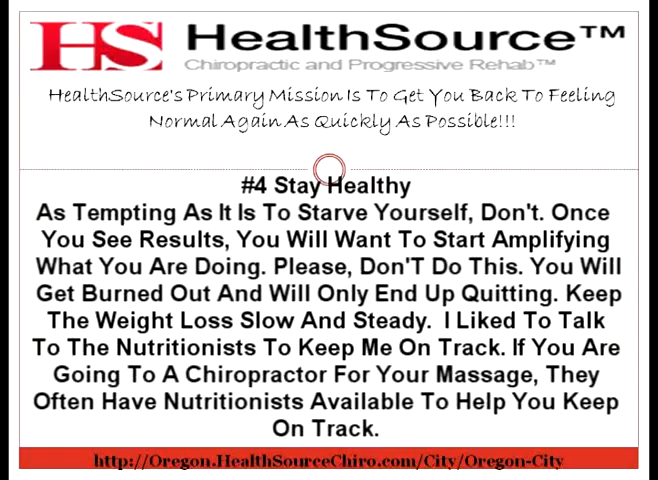 HS HealthSource™
Chiropractic and Progressive Rehab™
HealthSource's Primary Mission Is To Get You Back To Feeling
Normal Again As Quickly As Possible!!!
#4 Stay Healthy
As Tempting As It Is To Starve Yourself, Don't. Once
You See Results, You Will Want To Start Amplifying
What You Are Doing. Please, Don'T Do This. You Will
Get Burned Out And Will Only End Up Quitting. Keep
The Weight Loss Slow And Steady. I Liked To Talk
To The Nutritionists To Keep Me On Track. If You Are
Going To A Chiropractor For Your Massage, They
Often Have Nutritionists Available To Help You Keep
On Track.
http://Oregon.HealthSourceChiro.com/City/Oregon-City